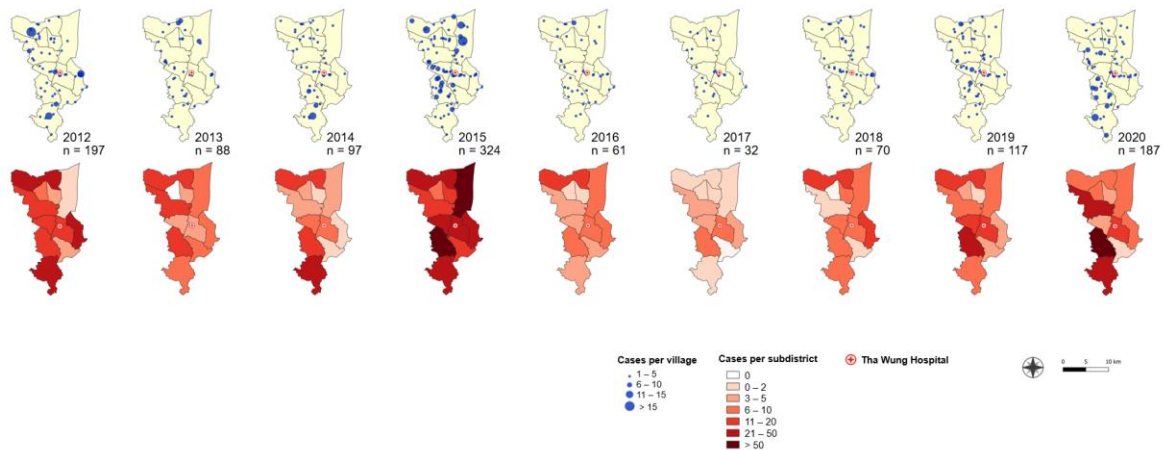 2012
n = 197
2013
n = 88
2014
n = 97
2015
n = 324
2016
n = 61
2017
n = 32
2018
n = 70
2019
n = 117
2020
n = 187
Cases per village
1 – 5
6 – 10
11 – 15
> 15
Cases per subdistrict
0
0 – 2
3 – 5
6 – 10
11 – 20
21 – 50
> 50
Tha Wung Hospital
0 5 10 km